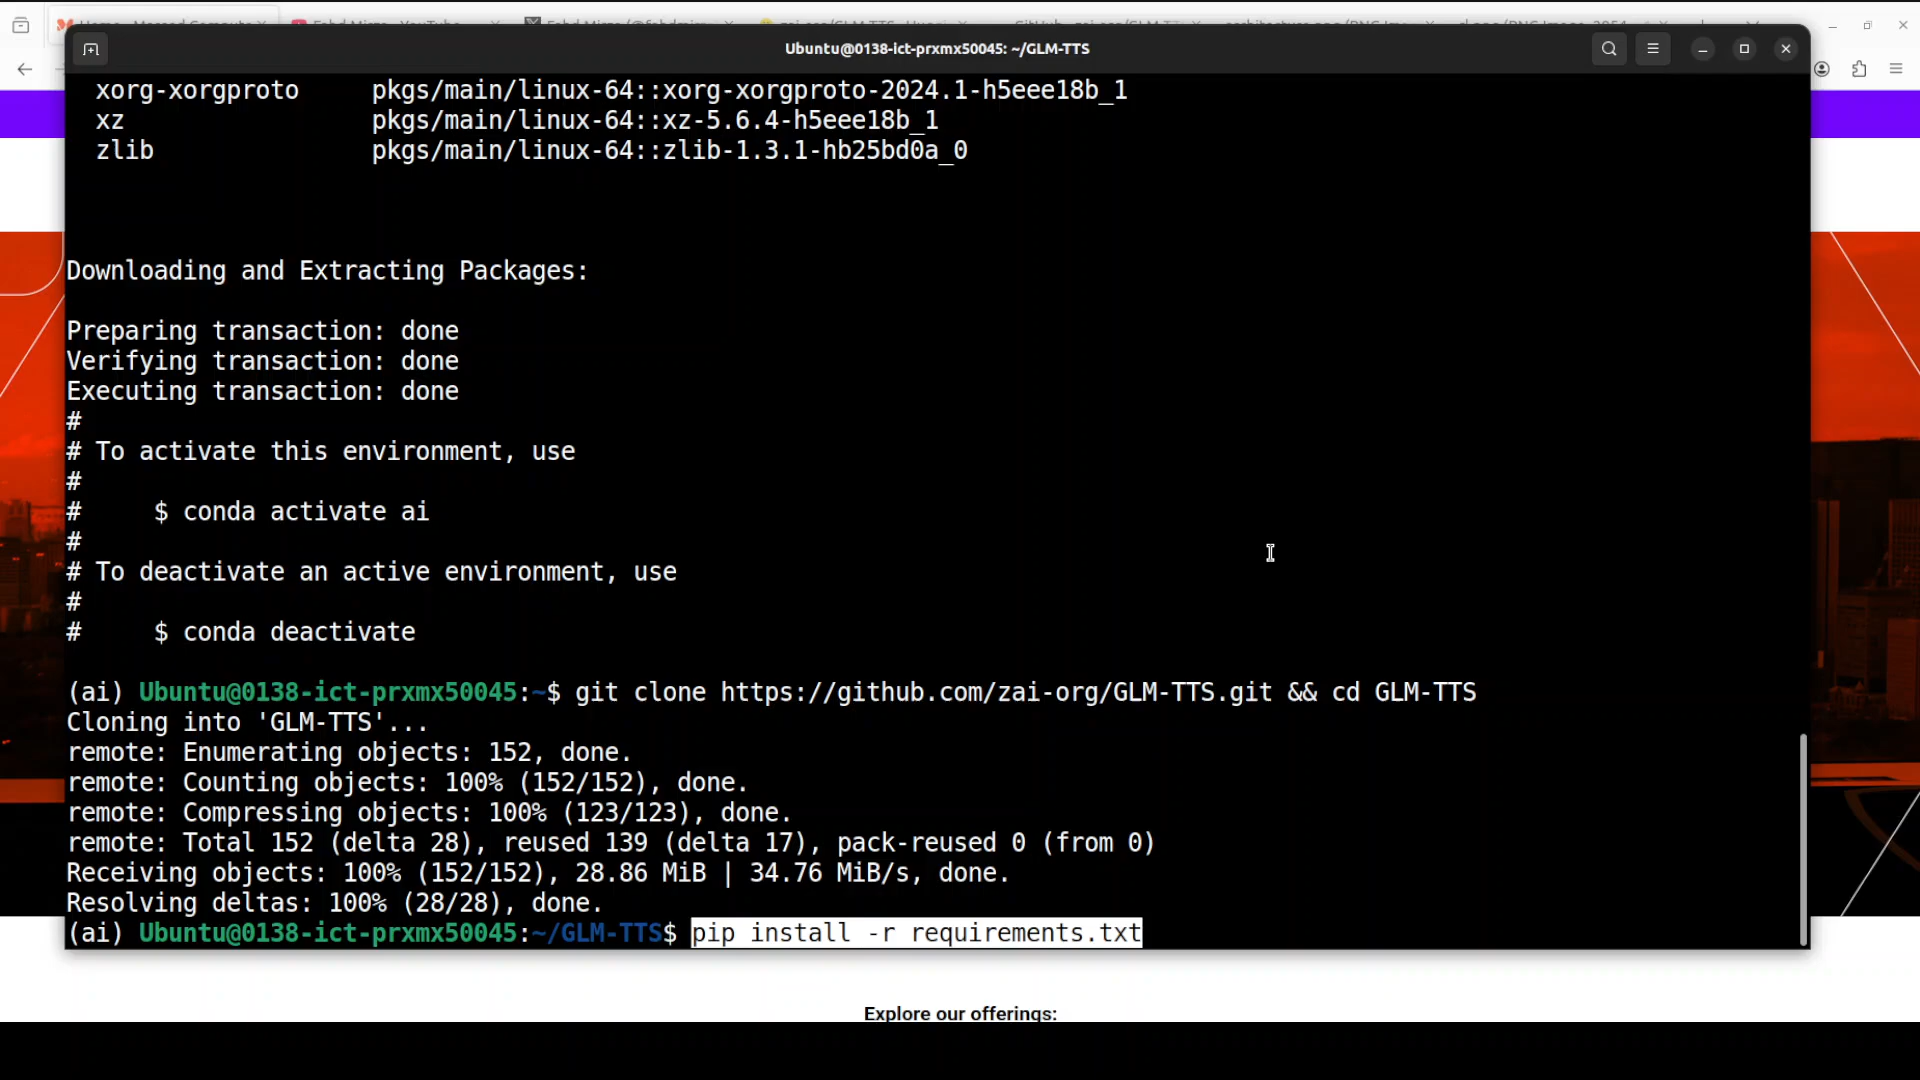 Ubuntu@0138-ict-prxmx50045: ~/GLM-TTS
xorg-xorgproto pkgs/main/linux-64::xorg-xorgproto-2024.1-h5eee18b_1
xz pkgs/main/linux-64::xz-5.6.4-h5eee18b_1
zlib pkgs/main/linux-64::zlib-1.3.1-hb25bd0a_0
Downloading and Extracting Packages:
Preparing transaction: done
Verifying transaction: done
Executing transaction: done
#
# To activate this environment, use
#
# $ conda activate ai
#
# To deactivate an active environment, use
#
# $ conda deactivate
(ai) Ubuntu@0138-ict-prxmx50045:~$ git clone https://github.com/zai-org/GLM-TTS.git && cd GLM-TTS
Cloning into 'GLM-TTS'...
remote: Enumerating objects: 152, done.
remote: Counting objects: 100% (152/152), done.
remote: Compressing objects: 100% (123/123), done.
remote: Total 152 (delta 28), reused 139 (delta 17), pack-reused 0 (from 0)
Receiving objects: 100% (152/152), 28.86 MiB | 34.76 MiB/s, done.
Resolving deltas: 100% (28/28), done.
(ai) Ubuntu@0138-ict-prxmx50045:~/GLM-TTS$ pip install -r requirements.txt
Explore our offerings: